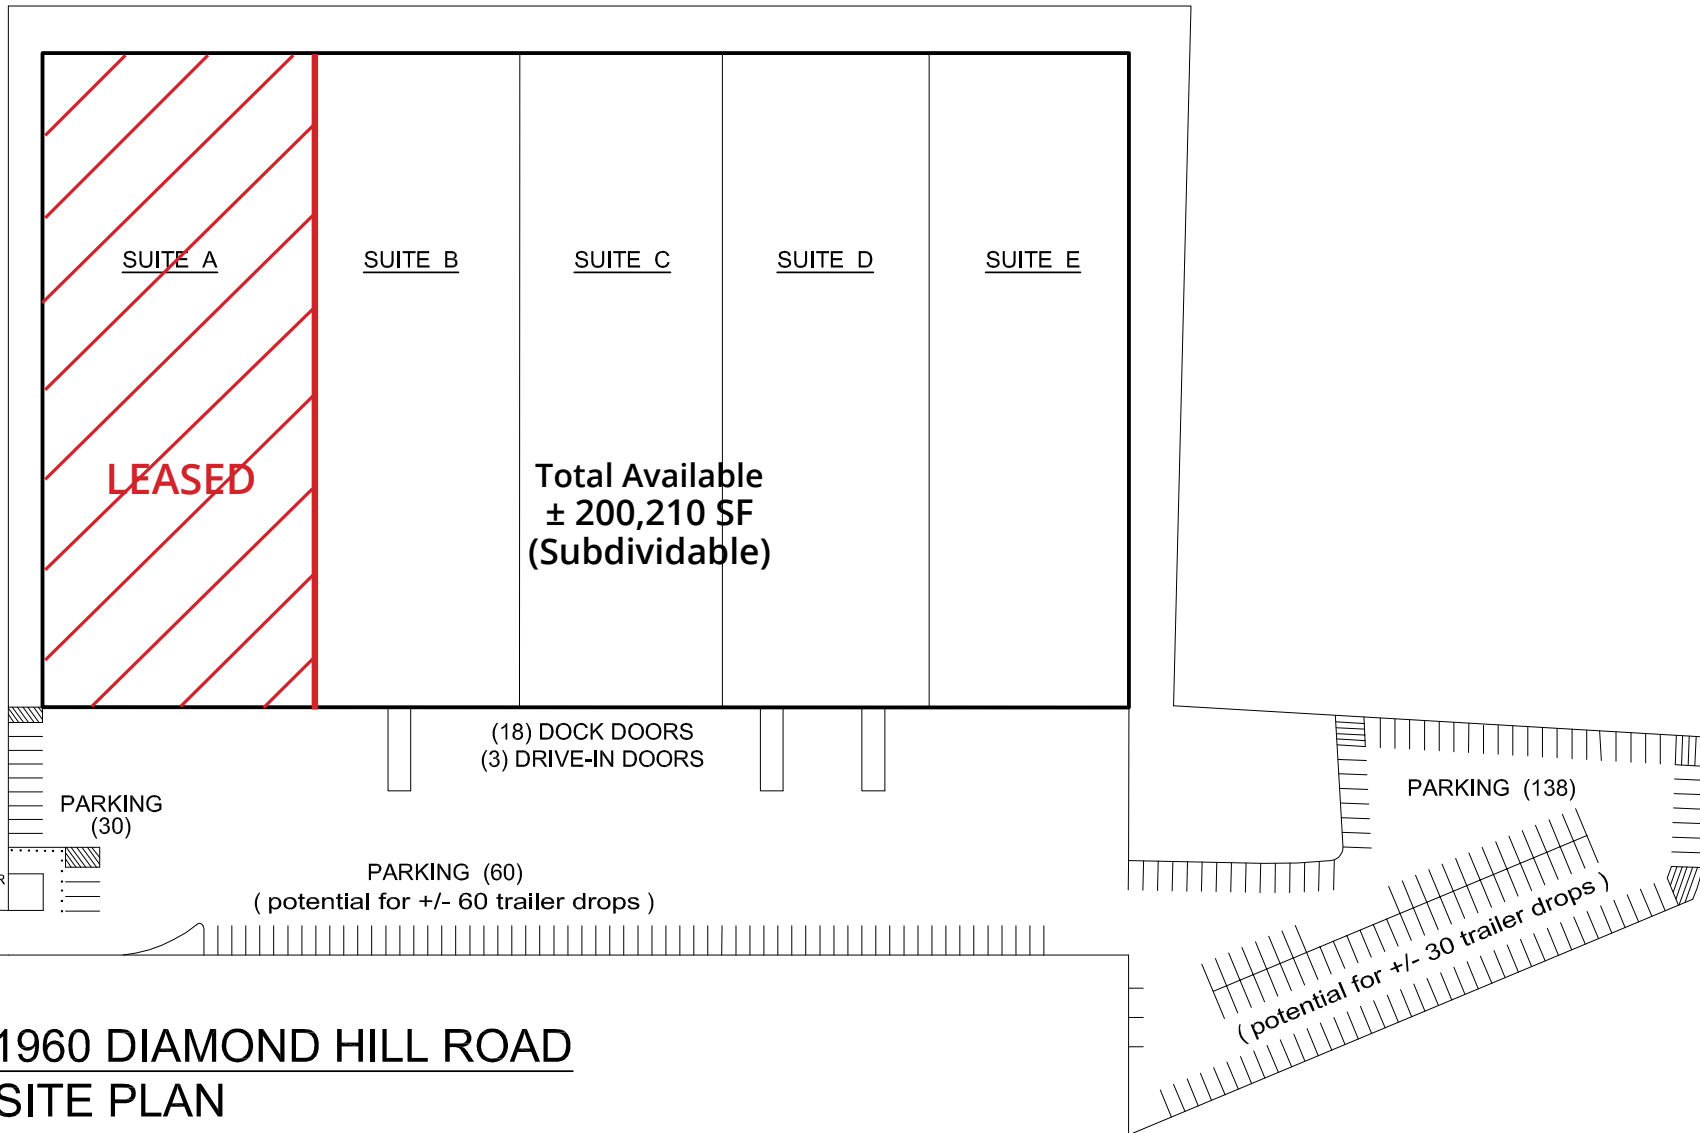 SUITE A
SUITE B
SUITE C
SUITE D
SUITE E
LEASED
Total Available
± 200,210 SF
(Subdividable)
(18) DOCK DOORS
(3) DRIVE-IN DOORS
PARKING
(30)
PARKING (138)
PARKING (60)
( potential for +/- 60 trailer drops )
( potential for +/- 30 trailer drops )
R
1960 DIAMOND HILL ROAD
SITE PLAN